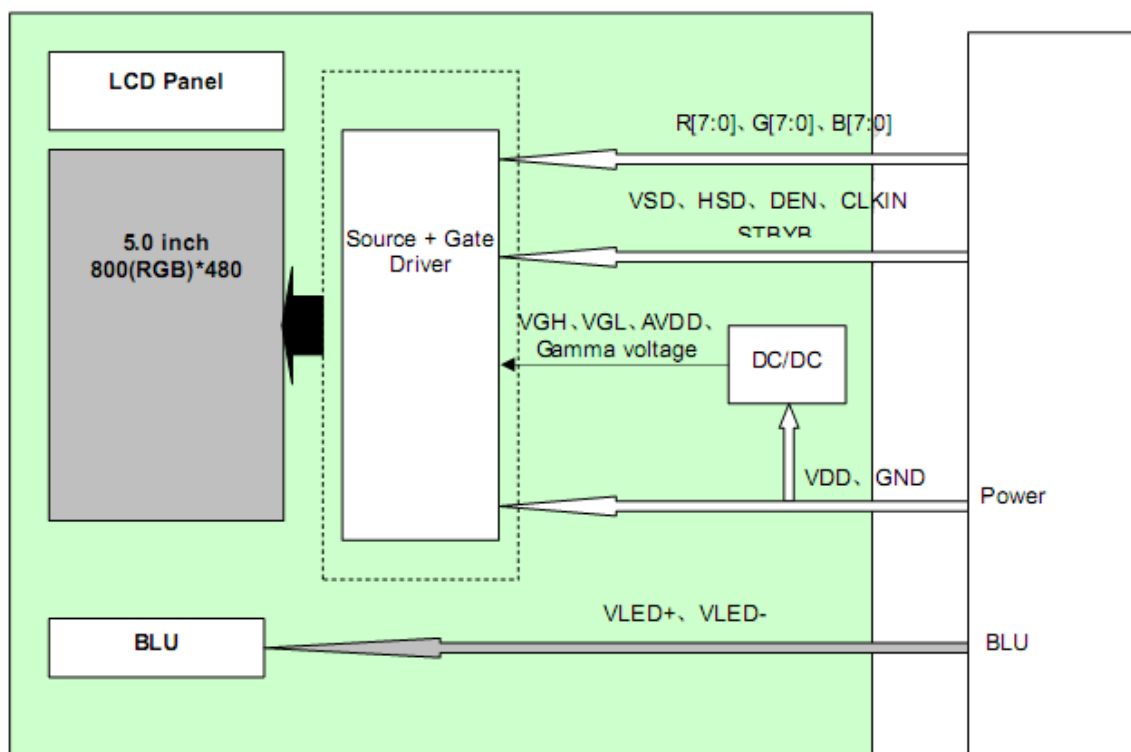 LCD Panel
5.0 inch
800(RGB)*480
Source + Gate
Driver
R[7:0]、G[7:0]、B[7:0]
VSD、HSD、DEN、CLKIN
STBYB
VGH、VGL、AVDD、
Gamma voltage
DC/DC
VDD、GND
Power
BLU
VLED+、VLED-
BLU